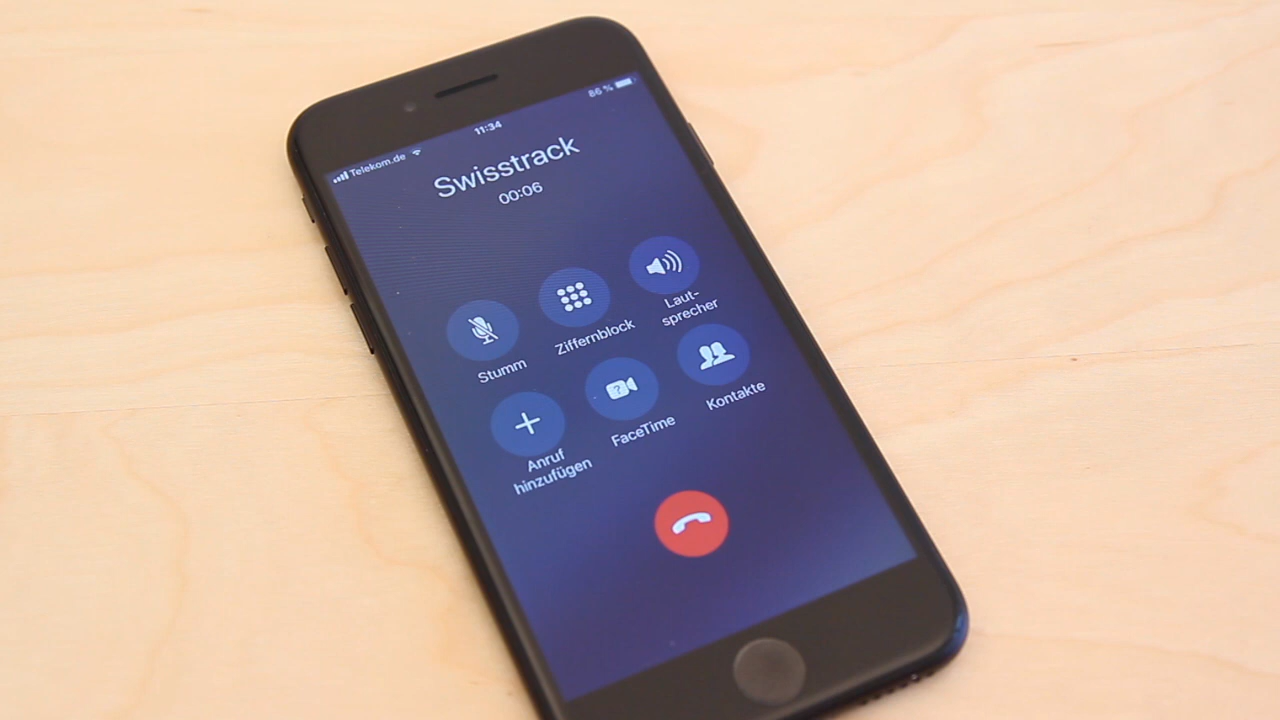 Telekom.de
11:34
86 %
Swisstrack
00:06
Stumm
Ziffernblock
Laut-
sprecher
Anruf
hinzufügen
FaceTime
Kontakte